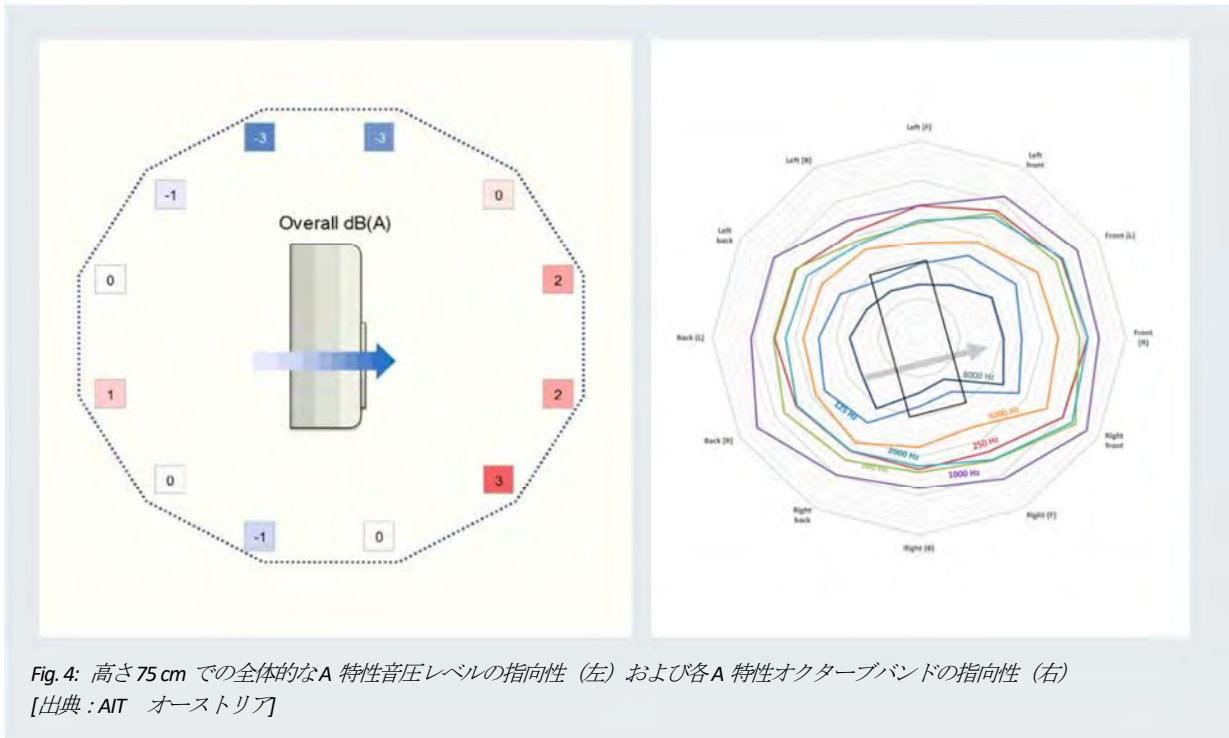 -3
-3
-1
0
Overall dB(A)
0
2
1
2
0
3
-1
0
Left [F]
Left [B]
Left
front
Left
back
Front [L]
Back [L]
Front
[R]
8000 Hz
125 Hz
4000 Hz
250 Hz
2000 Hz
500 Hz
1000 Hz
Back [R]
Right
front
Right
back
Right [F]
Right [B]
Fig. 4: 高さ 75 cm での全体的な A 特性音圧レベルの指向性（左）および各 A 特性オクターブバンドの指向性（右）
[出典：AIT　オーストリア]